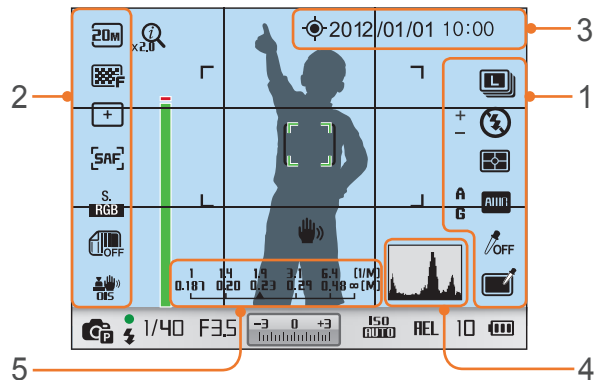 3
2012/01/01 10:00
20M
x2.0
F
2
1
L
+
-
SAF
S.
RGB
A
G
AWB
OFF
OFF
OIS
1 1.4 1.9 3.1 6.4 [1/M]
0.187 0.20 0.23 0.29 0.48 ∞ [M]
P
1/40 F3.5
-3 0 +3
ISO
AUTO
AEL
10
5
4